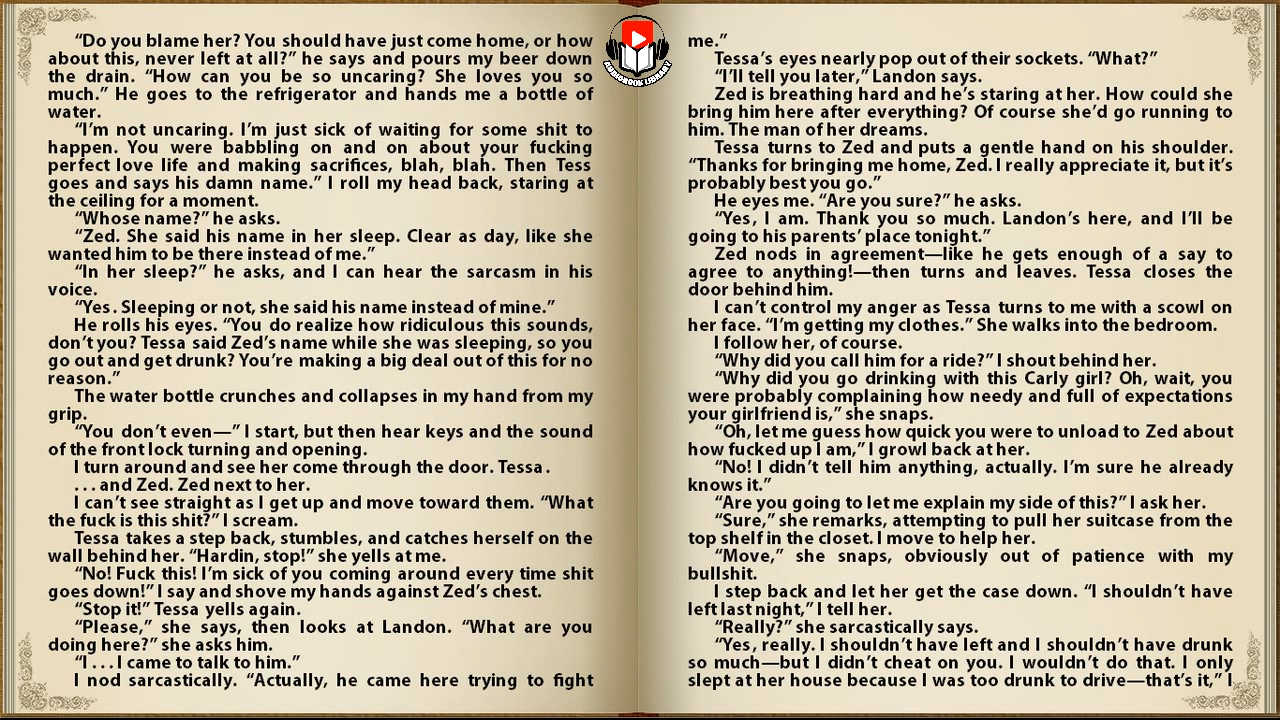 “Do you blame her? You should have just come home, or how
about this, never left at all?” he says and pours my beer down
the drain. “How can you be so uncaring? She loves you so
much.” He goes to the refrigerator and hands me a bottle of
water.
“I’m not uncaring. I’m just sick of waiting for some shit to
happen. You were babbling on and on about your fucking
perfect love life and making sacrifices, blah, blah. Then Tess
goes and says his damn name.” I roll my head back, staring at
the ceiling for a moment.
“Whose name?” he asks.
“Zed. She said his name in her sleep. Clear as day, like she
wanted him to be there instead of me.”
“In her sleep?” he asks, and I can hear the sarcasm in his
voice.
“Yes. Sleeping or not, she said his name instead of mine.”
He rolls his eyes. “You do realize how ridiculous this sounds,
don’t you? Tessa said Zed’s name while she was sleeping, so you
go out and get drunk? You’re making a big deal out of this for no
reason.”
The water bottle crunches and collapses in my hand from my
grip.
“You don’t even—” I start, but then hear keys and the sound
of the front lock turning and opening.
I turn around and see her come through the door. Tessa .
. . . and Zed. Zed next to her.
I can’t see straight as I get up and move toward them. “What
the fuck is this shit?” I scream.
Tessa takes a step back, stumbles, and catches herself on the
wall behind her. “Hardin, stop!” she yells at me.
“No! Fuck this! I’m sick of you coming around every time shit
goes down!” I say and shove my hands against Zed’s chest.
“Stop it!” Tessa yells again.
“Please,” she says, then looks at Landon. “What are you
doing here?” she asks him.
“I . . . I came to talk to him.”
I nod sarcastically. “Actually, he came here trying to fight
AUDIOBOOK LIBRARY
me.”
Tessa’s eyes nearly pop out of their sockets. “What?”
“I’ll tell you later,” Landon says.
Zed is breathing hard and he’s staring at her. How could she
bring him here after everything? Of course she’d go running to
him. The man of her dreams.
Tessa turns to Zed and puts a gentle hand on his shoulder.
“Thanks for bringing me home, Zed. I really appreciate it, but it’s
probably best you go.”
He eyes me. “Are you sure?” he asks.
“Yes, I am. Thank you so much. Landon’s here, and I’ll be
going to his parents’ place tonight.”
Zed nods in agreement—like he gets enough of a say to
agree to anything!—then turns and leaves. Tessa closes the
door behind him.
I can’t control my anger as Tessa turns to me with a scowl on
her face. “I’m getting my clothes.” She walks into the bedroom.
I follow her, of course.
“Why did you call him for a ride?” I shout behind her.
“Why did you go drinking with this Carly girl? Oh, wait, you
were probably complaining how needy and full of expectations
your girlfriend is,” she snaps.
“Oh, let me guess how quick you were to unload to Zed about
how fucked up I am,” I growl back at her.
“No! I didn’t tell him anything, actually. I’m sure he already
knows it.”
“Are you going to let me explain my side of this?” I ask her.
“Sure,” she remarks, attempting to pull her suitcase from the
top shelf in the closet. I move to help her.
“Move,” she snaps, obviously out of patience with my
bullshit.
I step back and let her get the case down. “I shouldn’t have
left last night,” I tell her.
“Really?” she sarcastically says.
“Yes, really. I shouldn’t have left and I shouldn’t have drunk
so much—but I didn’t cheat on you. I wouldn’t do that. I only
slept at her house because I was too drunk to drive—that’s it,” I